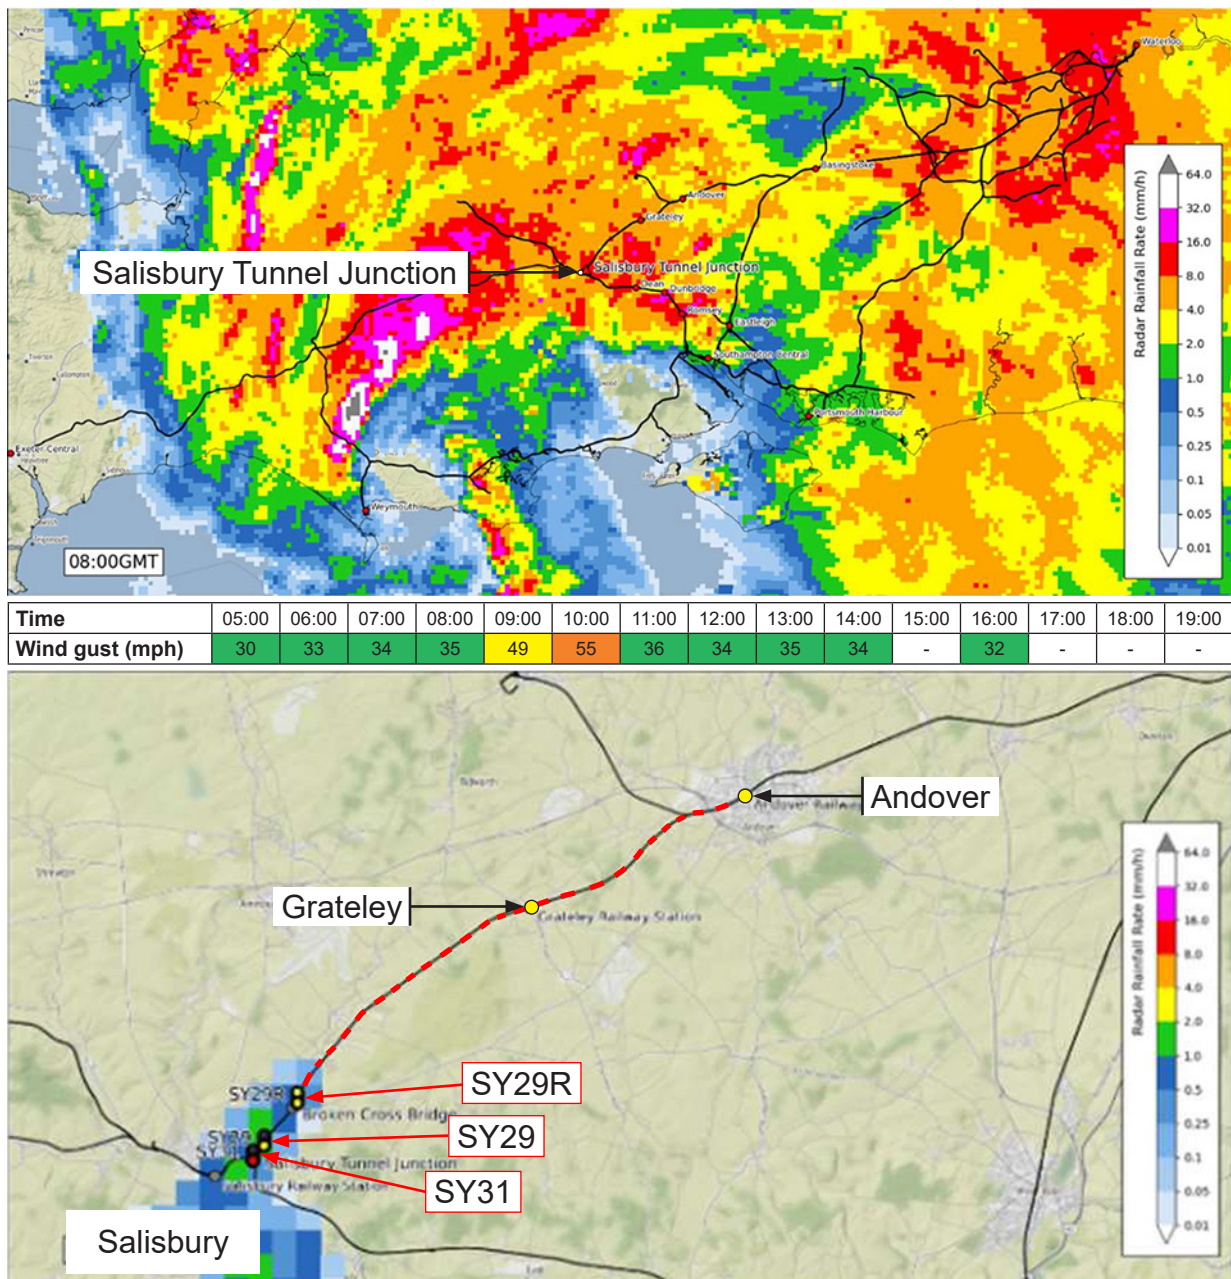 Waterloo
Basingstoke
Andover
Grateley
Salisbury Tunnel Junction
Salisbury Tunnel Junction
Dean
Dunbridge
Romsey
Eastleigh
Southampton Central
Portsmouth Harbour
Exeter Central
Weymouth
Tiverton
Cullompton
08:00GMT
Radar Rainfall Rate (mm/h)
64.0
32.0
16.0
8.0
4.0
2.0
1.0
0.5
0.25
0.1
0.05
0.01
Time 05:00 06:00 07:00 08:00 09:00 10:00 11:00 12:00 13:00 14:00 15:00 16:00 17:00 18:00 19:00
Wind gust (mph) 30 33 34 35 49 55 36 34 35 34 - 32 - - -
Andover
Andover Railway
Andover
Grateley
Grateley Railway Station
SY29R
SY29R
Broken Cross Bridge
SY29
SY29
Salisbury Tunnel Junction
SY31
Salisbury Railway Station
Salisbury
Radar Rainfall Rate (mm/h)
64.0
32.0
16.0
8.0
4.0
2.0
1.0
0.5
0.25
0.1
0.05
0.01